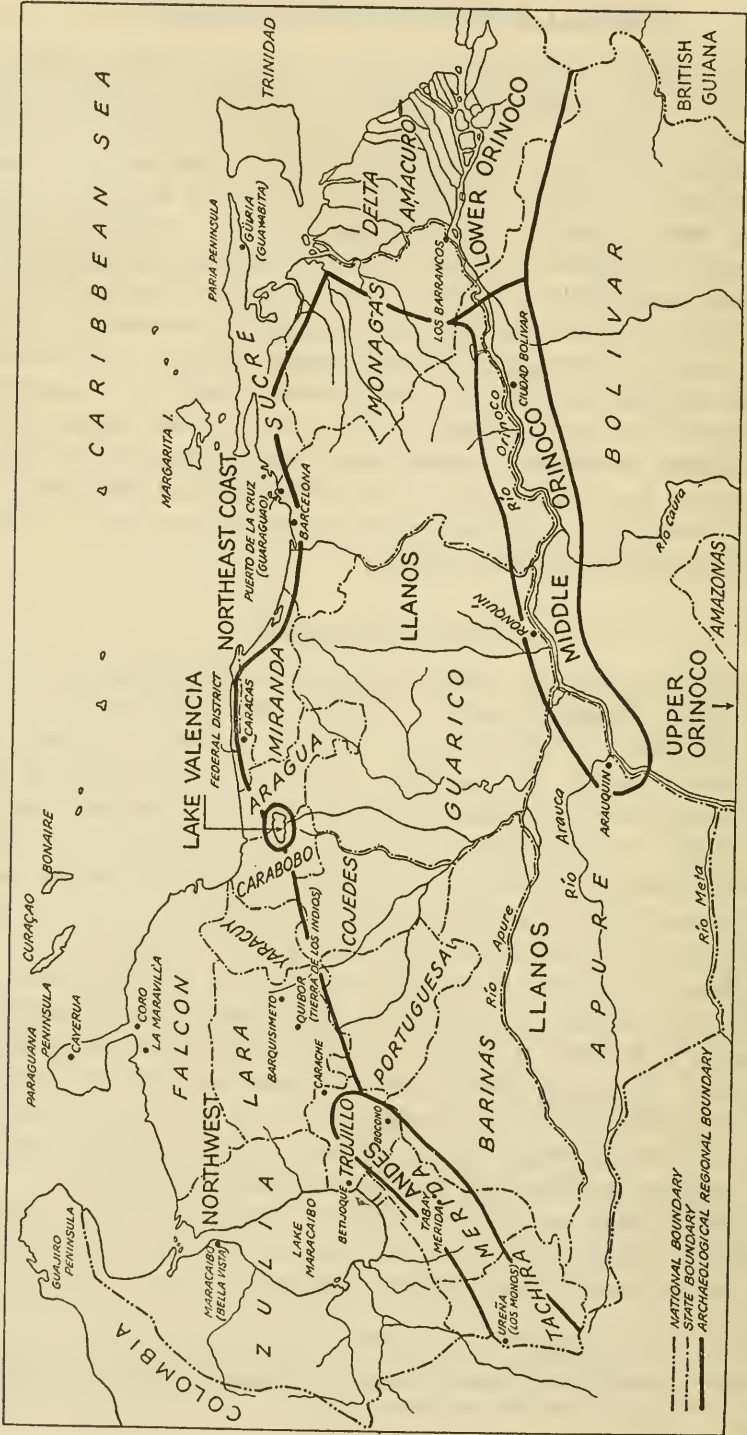 CARIBBEAN SEA
TRINIDAD
PARIA PENINSULA
GÜIRIA
(GUAYABITA)
MARGARITA I.
CURAÇAO
BONAIRE
PARAGUANA
PENINSULA
CAYERUA
GUAJIRO
PENINSULA
COLOMBIA
CORO
LA MARAVILLA
FALCON
MARACAIBO
(BELLA VISTA)
ZULIA
NORTHWEST
LARA
LAKE
MARACAIBO
BARQUISIMETO
QUIBOR
(TIERRA DE LOS INDIOS)
CARACHE
YARACUY
CARABOBO
LAKE VALENCIA
ARAGUA
FEDERAL DISTRICT
CARACAS
MIRANDA
NORTHEAST COAST
PUERTO DE LA CRUZ
(GUARAGUAO)
BARCELONA
SUCRE
MONAGAS
DELTA
AMACURO
LOS BARRANCOS
LOWER ORINOCO
BRITISH
GUIANA
BOLIVAR
CIUDAD BOLIVAR
Río Orinoco
MIDDLE ORINOCO
RONQUÍN
Río Caura
AMAZONAS
UPPER
ORINOCO
ARAUQUIN
LLANOS
GUARICO
COJEDES
PORTUGUESA
BARINAS
Río Apure
LLANOS
Río Arauca
APURE
Río Meta
BETIJOQUE
TRUJILLO
BOCONO
ANDES
TABAY
MERIDA
MERIDA
TACHIRA
UREÑA
(LOS MONOS)
NATIONAL BOUNDARY
STATE BOUNDARY
ARCHAEOLOGICAL REGIONAL BOUNDARY